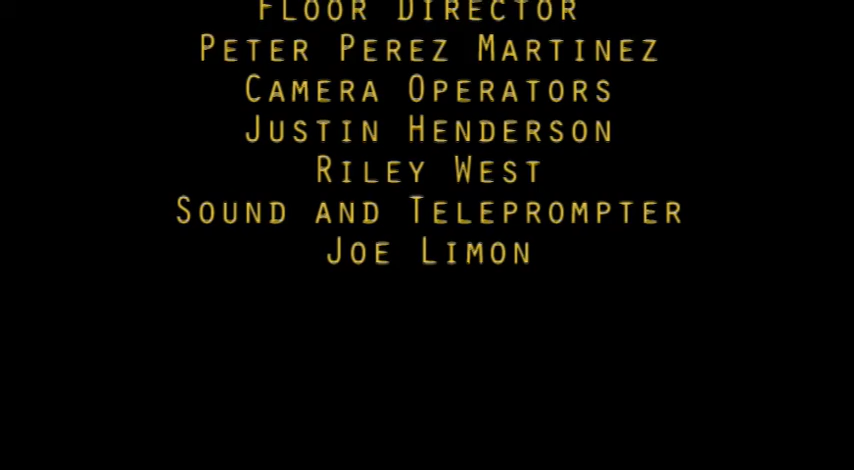 Floor Director
Peter Perez Martinez
Camera Operators
Justin Henderson
Riley West
Sound and Teleprompter
Joe Limon